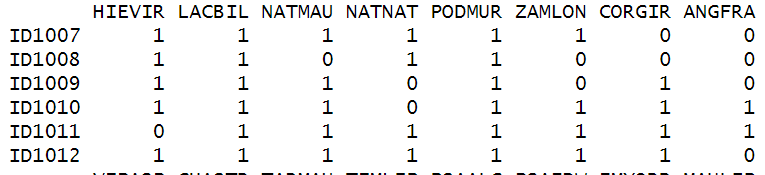 HIEVIR LACBIL NATMAU NATNAT PODMUR ZAMLON CORGIR ANGFRA
ID1007 1 1 1 1 1 1 0 0
ID1008 1 1 0 1 1 0 0 0
ID1009 1 1 1 0 1 0 1 0
ID1010 1 1 1 0 1 1 1 1
ID1011 0 1 1 1 1 1 1 1
ID1012 1 1 1 1 1 1 1 0